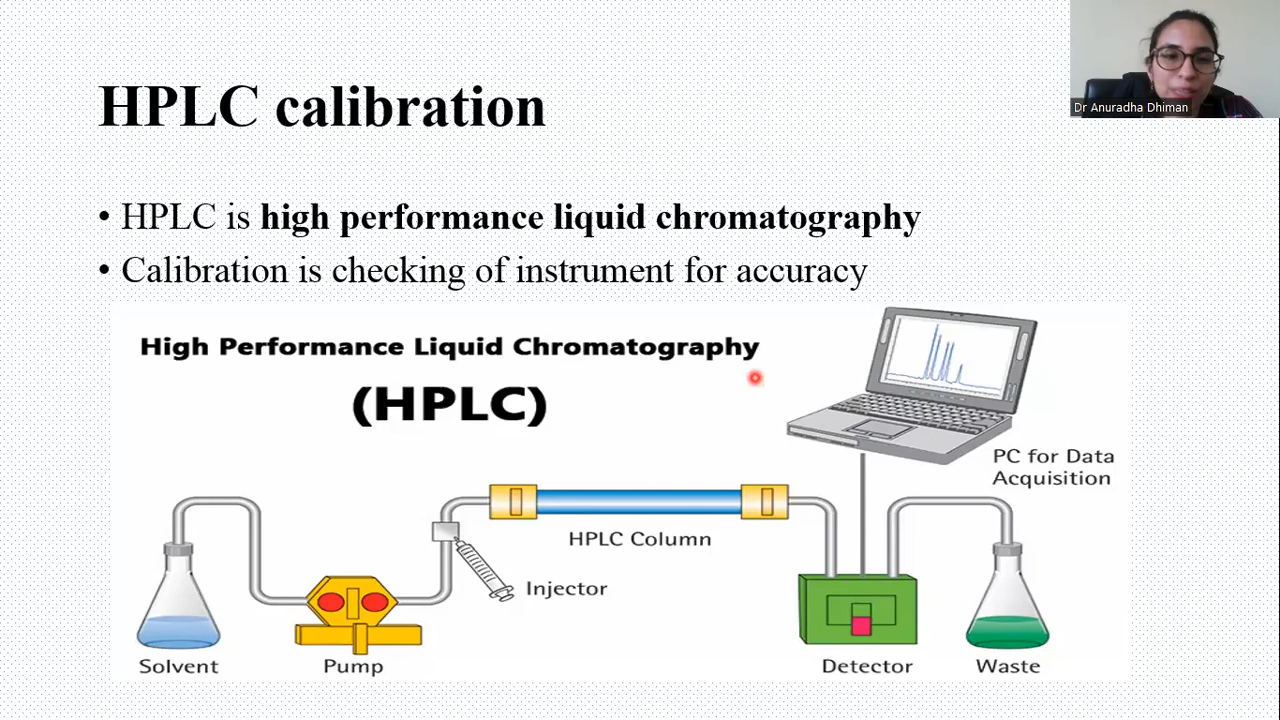 Dr Anuradha Dhiman
HPLC calibration
• HPLC is high performance liquid chromatography
• Calibration is checking of instrument for accuracy
High Performance Liquid Chromatography
(HPLC)
PC for Data
Acquisition
HPLC Column
Injector
Solvent
Pump
Detector
Waste